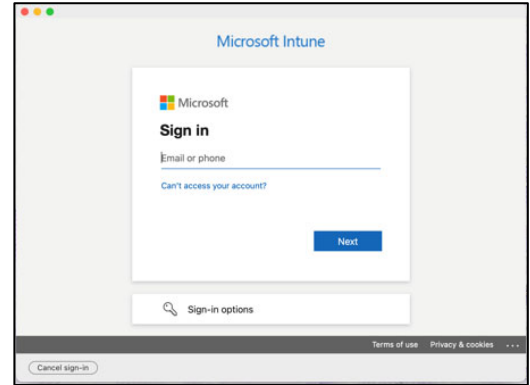 Microsoft Intune
Microsoft
Sign in
Email or phone
Can't access your account?
Next
Sign-in options
Terms of use Privacy & cookies ...
Cancel sign-in